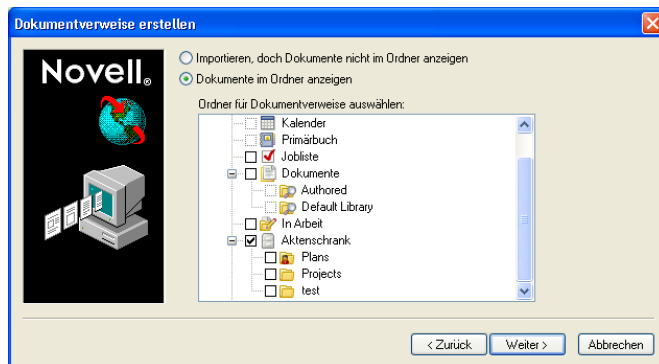 Dokumentverweise erstellen
Novell®
Importieren, doch Dokumente nicht im Ordner anzeigen
Dokumente im Ordner anzeigen
Ordner für Dokumentverweise auswählen:
Kalender
Primärbuch
Jobliste
Dokumente
Authored
Default Library
In Arbeit
Aktenschrank
Plans
Projects
test
< Zurück Weiter > Abbrechen